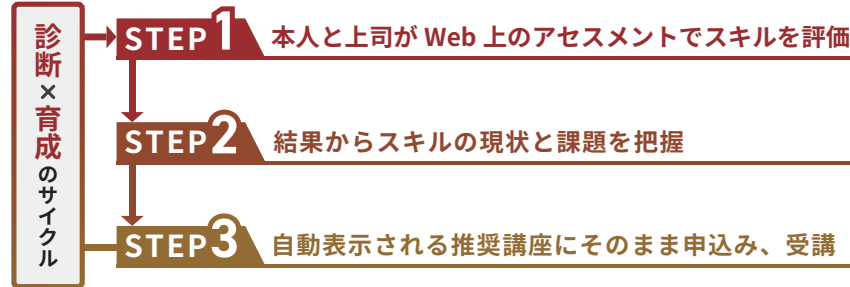 診断×育成のサイクル
STEP1 本人と上司が Web 上のアセスメントでスキルを評価
STEP2 結果からスキルの現状と課題を把握
STEP3 自動表示される推奨講座にそのまま申込み、受講